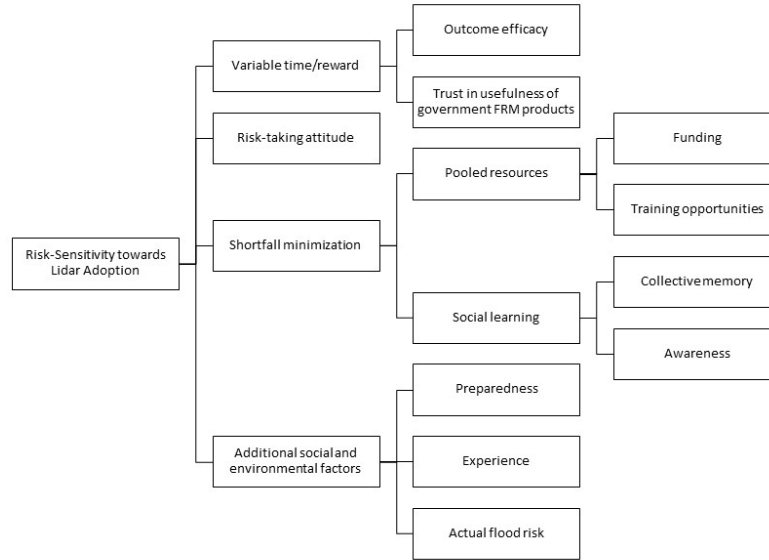 Outcome efficacy
Variable time/reward
Trust in usefulness of
government FRM products
Risk-taking attitude
Funding
Pooled resources
Training opportunities
Shortfall minimization
Risk-Sensitivity towards
Lidar Adoption
Collective memory
Social learning
Awareness
Preparedness
Additional social and
environmental factors
Experience
Actual flood risk